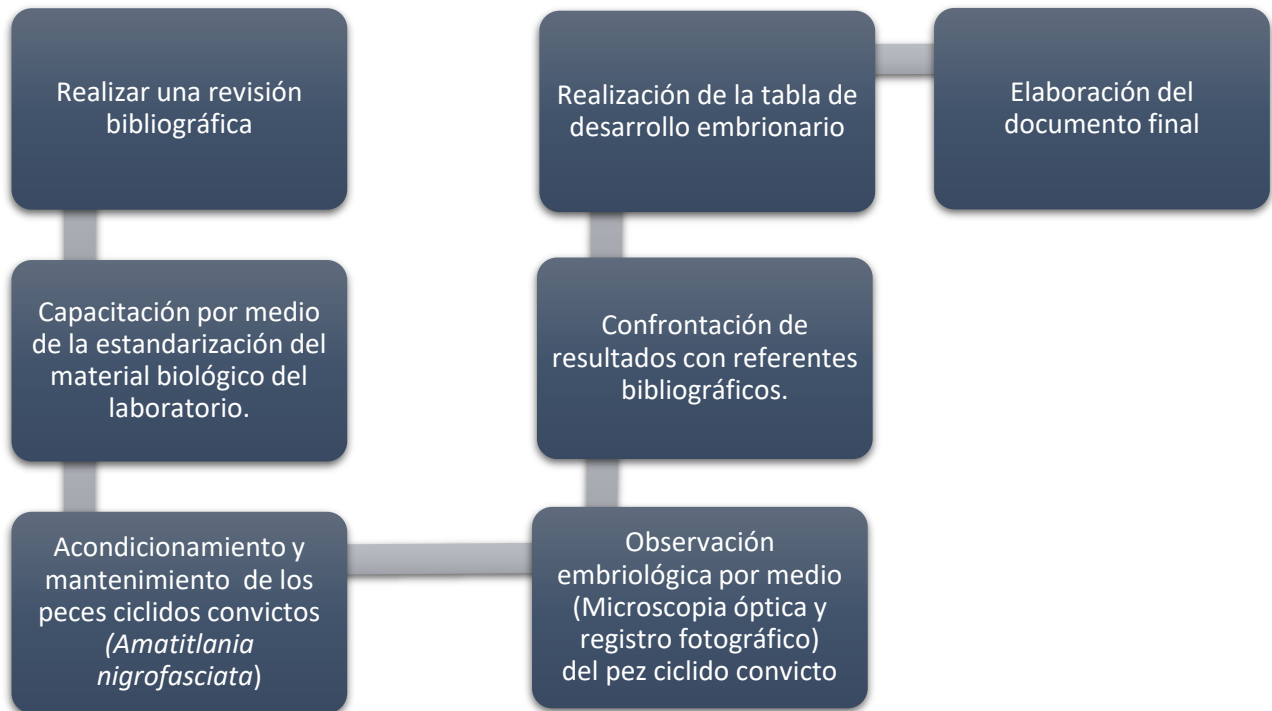 Realizar una revisión
bibliográfica
Capacitación por medio
de la estandarización del
material biológico del
laboratorio.
Acondicionamiento y
mantenimiento de los
peces ciclidos convictos
(Amatitlania
nigrofasciata)
Observación
embriológica por medio
(Microscopia óptica y
registro fotográfico)
del pez ciclido convicto
Confrontación de
resultados con referentes
bibliográficos.
Realización de la tabla de
desarrollo embrionario
Elaboración del
documento final